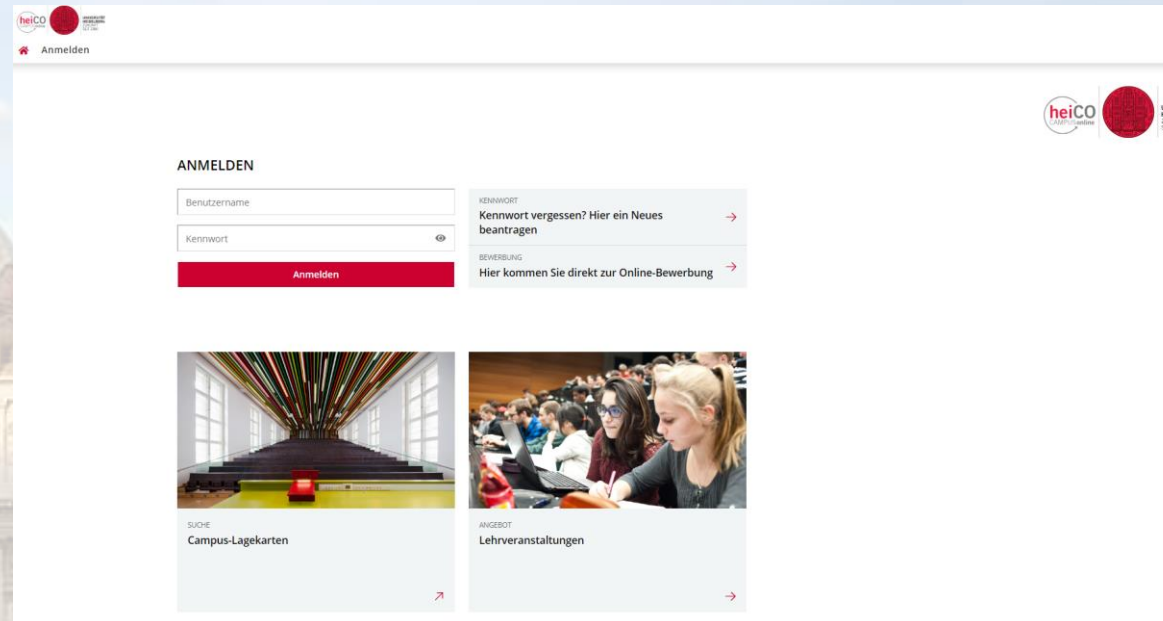 heiCO
Anmelden
heiCO
CAMPUSonline
ANMELDEN
Benutzername
Kennwort
Anmelden
KENNWORT
Kennwort vergessen? Hier ein Neues
beantragen
BEWERBUNG
Hier kommen Sie direkt zur Online-Bewerbung
SUCHE
Campus-Lagekarten
ANGEBOT
Lehrveranstaltungen